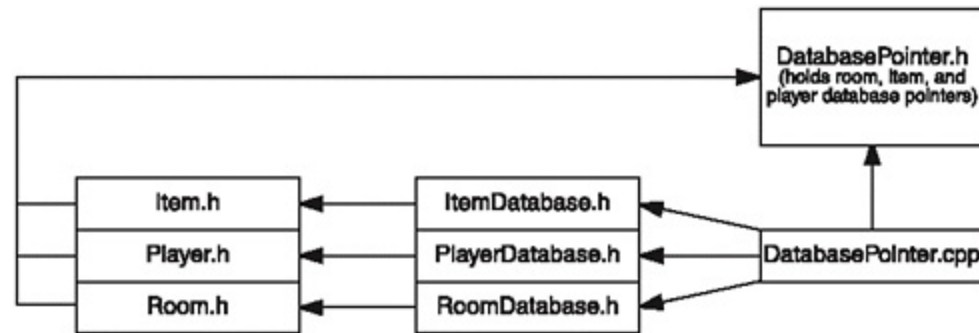 DatabasePointer.h
(holds room, item, and
player database pointers)
Item.h
ItemDatabase.h
Player.h
PlayerDatabase.h
DatabasePointer.cpp
Room.h
RoomDatabase.h